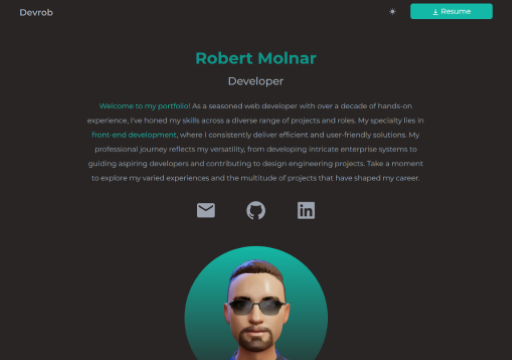 Devrob
Resume
Robert Molnar
Developer
Welcome to my portfolio! As a seasoned web developer with over a decade of hands-on
experience, I've honed my skills across a diverse range of projects and roles. My specialty lies in
front-end development, where I consistently deliver efficient and user-friendly solutions. My
professional journey reflects my versatility, from developing intricate enterprise systems to
guiding aspiring developers and contributing to design engineering projects. Take a moment
to explore my varied experiences and the multitude of projects that have shaped my career.
in